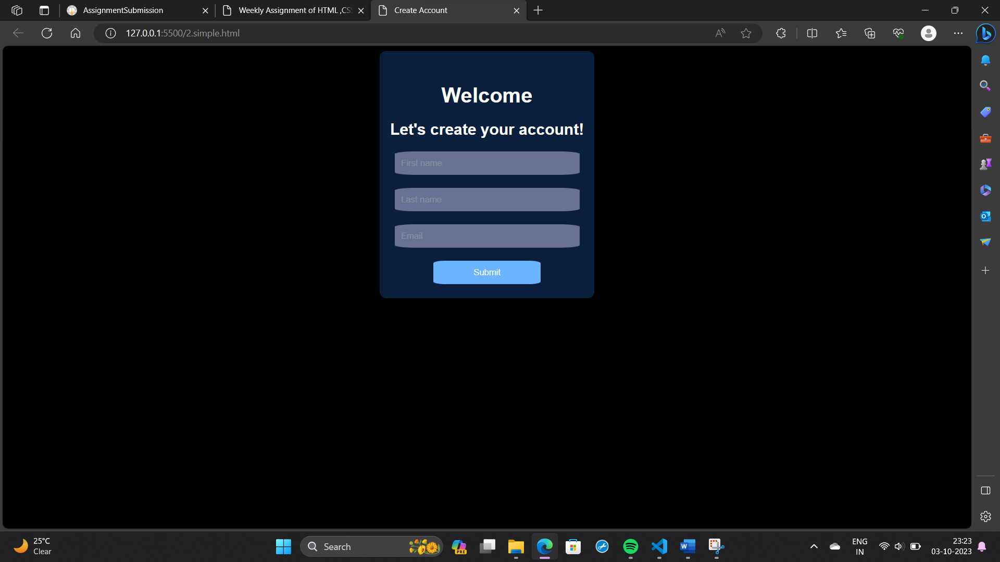 AssignmentSubmission
Weekly Assignment of HTML ,CS
Create Account
127.0.0.1:5500/2.simple.html
Welcome
Let's create your account!
First name
Last name
Email
Submit
25°C
Clear
Search
PRE
ENG
IN
23:23
03-10-2023